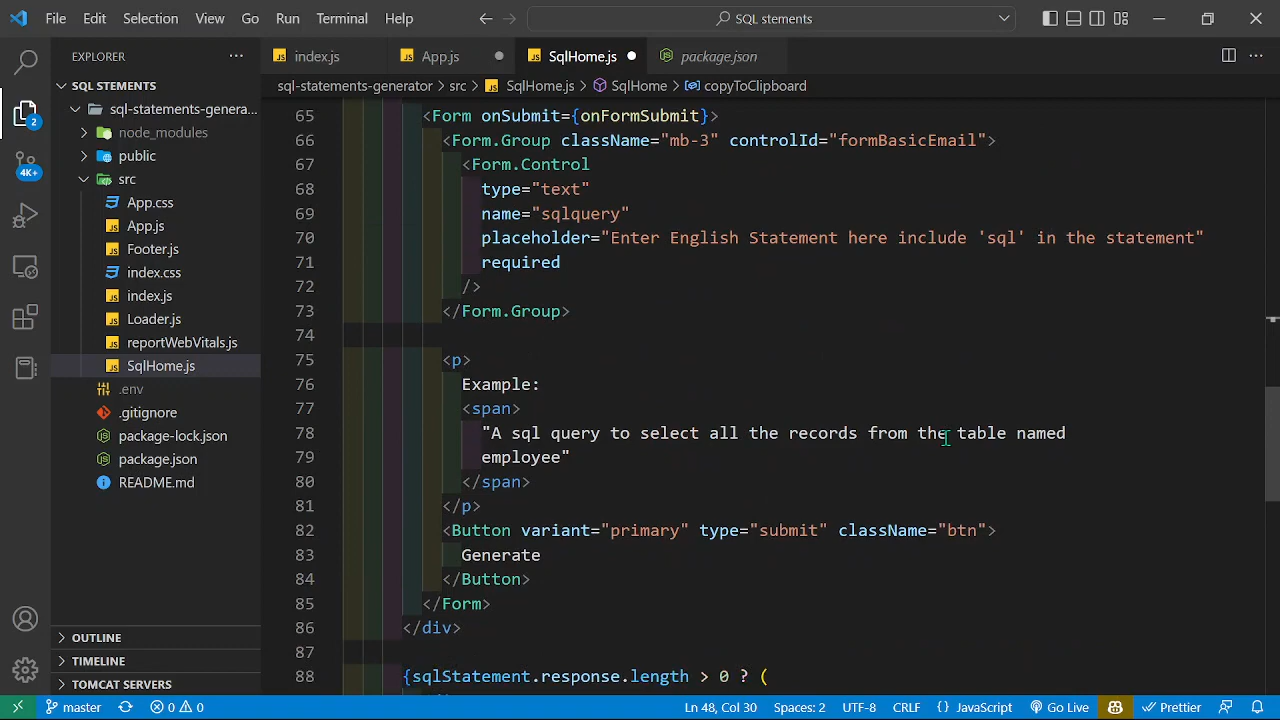 File Edit Selection View Go Run Terminal Help
SQL stements
EXPLORER
index.js
App.js
SqlHome.js
package.json
SQL STEMENTS
sql-statements-generator > src > SqlHome.js > SqlHome > copyToClipboard
sql-statements-genera...
node_modules
public
src
App.css
App.js
Footer.js
index.css
index.js
Loader.js
reportWebVitals.js
SqlHome.js
.env
.gitignore
package-lock.json
package.json
README.md
OUTLINE
TIMELINE
TOMCAT SERVERS
2
4K+
65 <Form onSubmit={onFormSubmit}>
66 <Form.Group className="mb-3" controlId="formBasicEmail">
67 <Form.Control
68 type="text"
69 name="sqlquery"
70 placeholder="Enter English Statement here include 'sql' in the statement"
71 required
72 />
73 </Form.Group>
74
75 <p>
76 Example:
77 <span>
78 "A sql query to select all the records from the table named
79 employee"
80 </span>
81 </p>
82 <Button variant="primary" type="submit" className="btn">
83 Generate
84 </Button>
85 </Form>
86 </div>
87
88 {sqlStatement.response.length > 0 ? (
master 0 0 Ln 48, Col 30 Spaces: 2 UTF-8 CRLF {} JavaScript Go Live Prettier